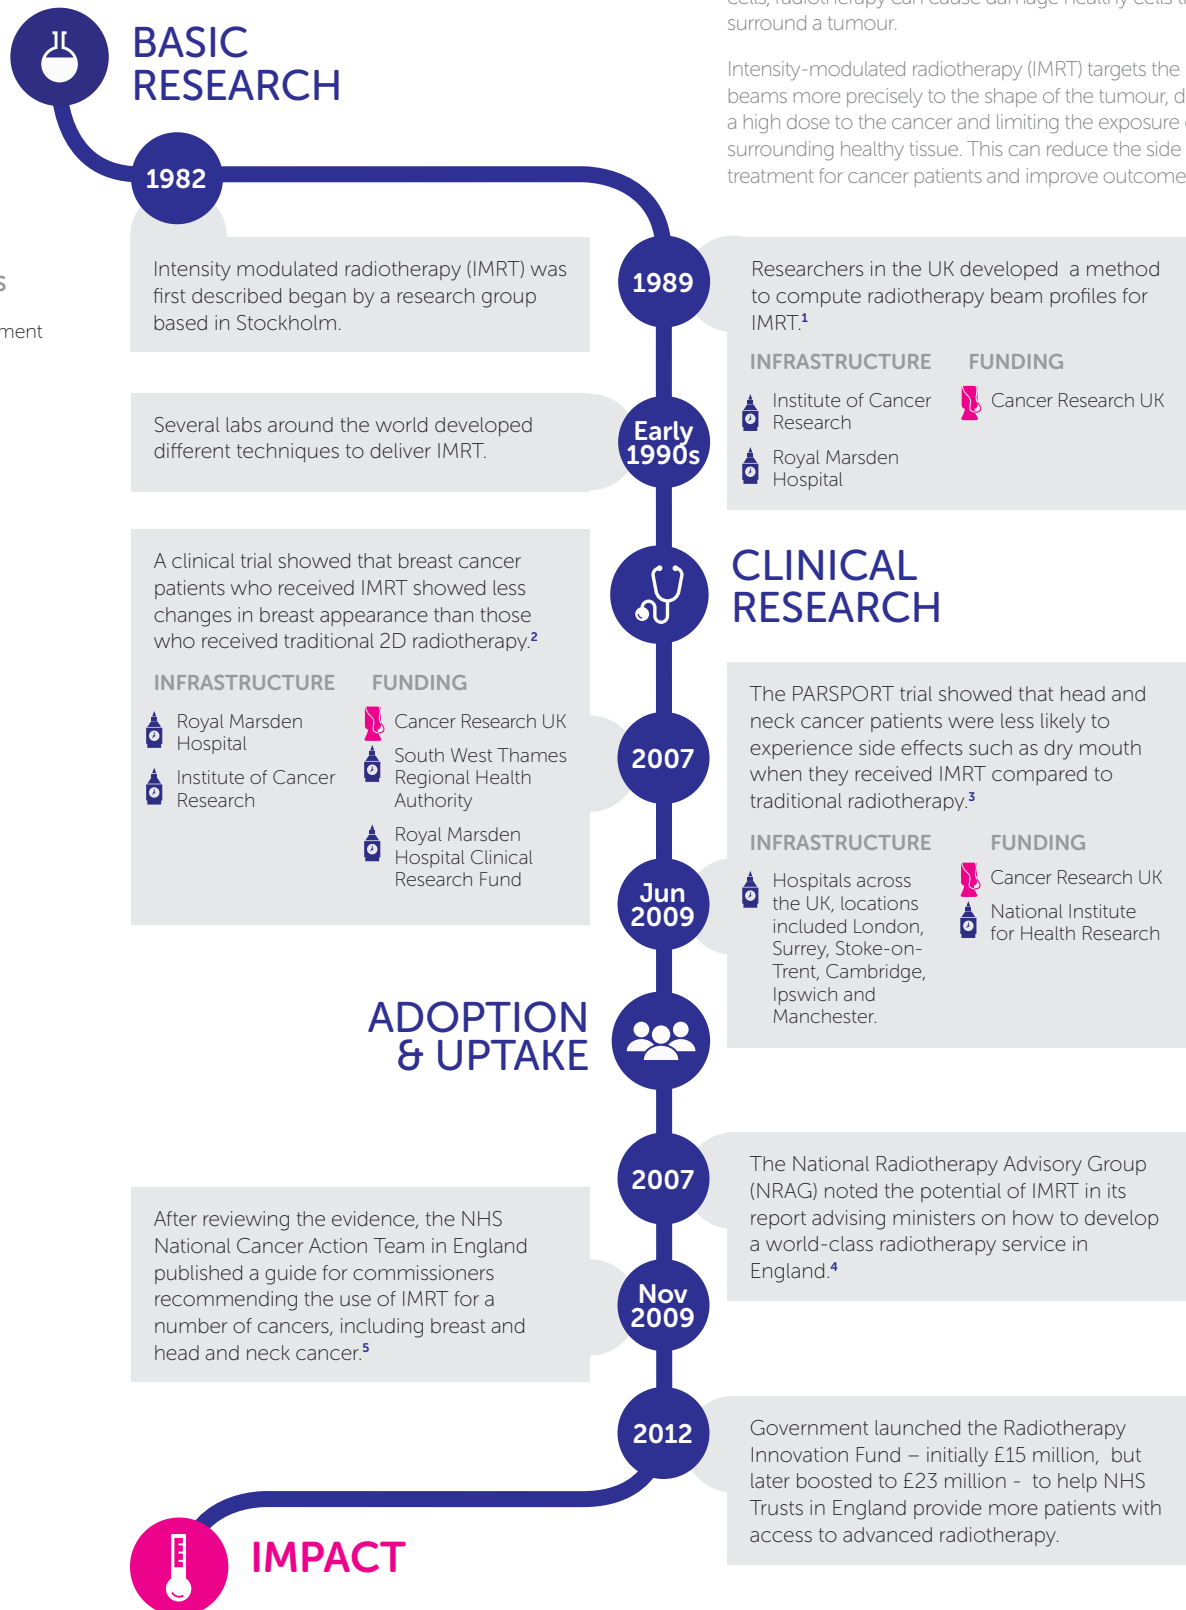 cells, radiotherapy can cause damage healthy cells
surround a tumour.
Intensity-modulated radiotherapy (IMRT) targets the
beams more precisely to the shape of the tumour,
a high dose to the cancer and limiting the exposure
surrounding healthy tissue. This can reduce the side
treatment for cancer patients and improve outcome
BASIC
RESEARCH
1982
Intensity modulated radiotherapy (IMRT) was
first described began by a research group
based in Stockholm.
S
ment
1989
Researchers in the UK developed  a method
to compute radiotherapy beam profiles for
IMRT.¹
INFRASTRUCTURE
Institute of Cancer
Research
Royal Marsden
Hospital
FUNDING
Cancer Research UK
Early
1990s
Several labs around the world developed
different techniques to deliver IMRT.
CLINICAL
RESEARCH
A clinical trial showed that breast cancer
patients who received IMRT showed less
changes in breast appearance than those
who received traditional 2D radiotherapy.²
INFRASTRUCTURE
Royal Marsden
Hospital
Institute of Cancer
Research
FUNDING
Cancer Research UK
South West Thames
Regional Health
Authority
Royal Marsden
Hospital Clinical
Research Fund
2007
The PARSPORT trial showed that head and
neck cancer patients were less likely to
experience side effects such as dry mouth
when they received IMRT compared to
traditional radiotherapy.³
INFRASTRUCTURE
Hospitals across
the UK, locations
included London,
Surrey, Stoke-on-
Trent, Cambridge,
Ipswich and
Manchester.
FUNDING
Cancer Research UK
National Institute
for Health Research
Jun
2009
ADOPTION
& UPTAKE
2007
The National Radiotherapy Advisory Group
(NRAG) noted the potential of IMRT in its
report advising ministers on how to develop
a world-class radiotherapy service in
England.⁴
After reviewing the evidence, the NHS
National Cancer Action Team in England
published a guide for commissioners
recommending the use of IMRT for a
number of cancers, including breast and
head and neck cancer.⁵
Nov
2009
2012
Government launched the Radiotherapy
Innovation Fund – initially £15 million,  but
later boosted to £23 million -  to help NHS
Trusts in England provide more patients with
access to advanced radiotherapy.
IMPACT